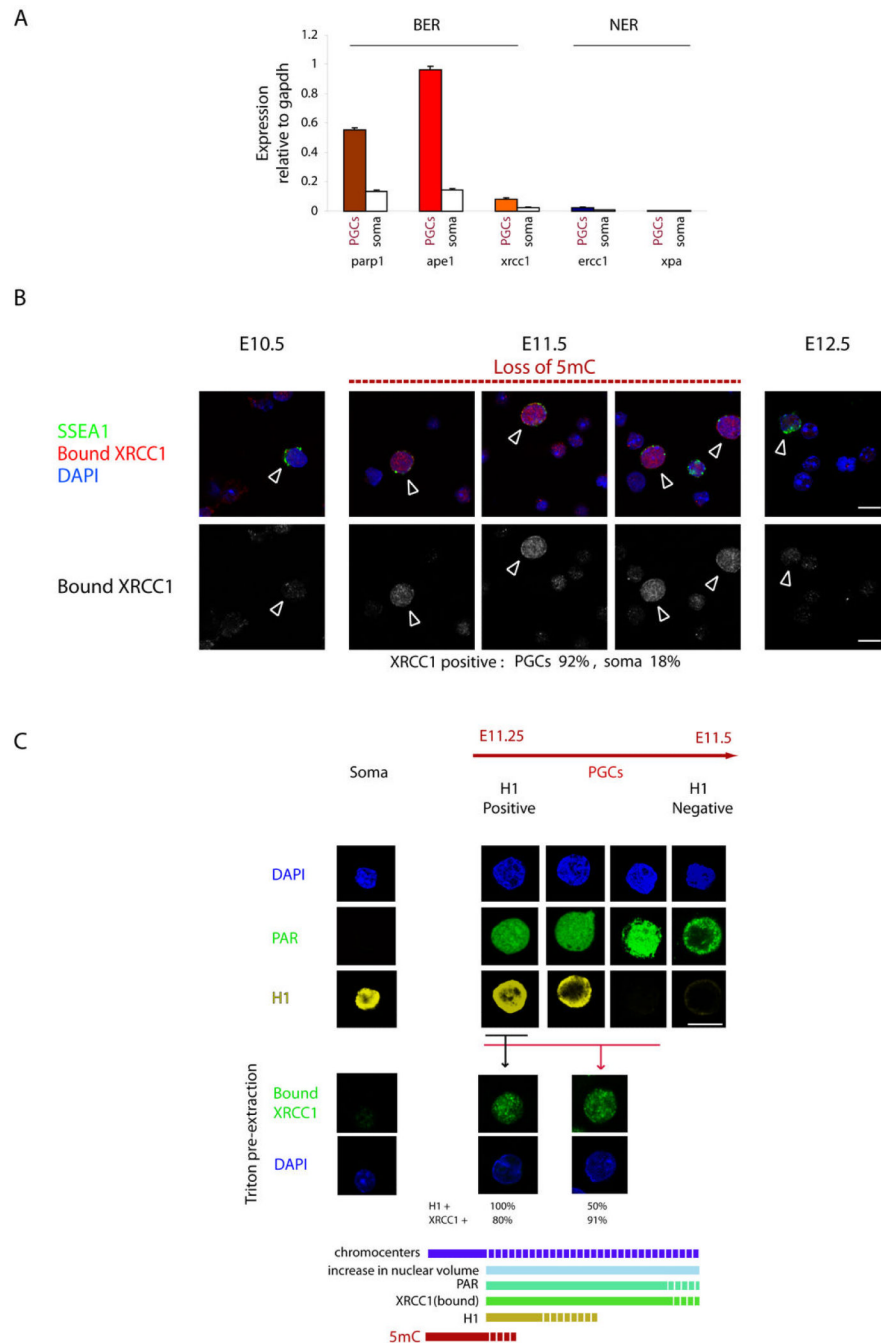 A
BER
NER
Expression
relative to gapdh
1.2
1
0.8
0.6
0.4
0.2
0
PGCs soma PGCs soma PGCs soma PGCs soma PGCs soma
parp1 ape1 xrcc1 ercc1 xpa
B
E10.5 E11.5 E12.5
Loss of 5mC
SSEA1
Bound XRCC1
DAPI
Bound XRCC1
XRCC1 positive : PGCs 92% , soma 18%
C
E11.25 E11.5
Soma PGCs
H1 H1
Positive Negative
DAPI
PAR
H1
Triton pre-extraction
Bound
XRCC1
DAPI
H1 + 100% 50%
XRCC1 + 80% 91%
chromocenters
increase in nuclear volume
PAR
XRCC1(bound)
H1
5mC